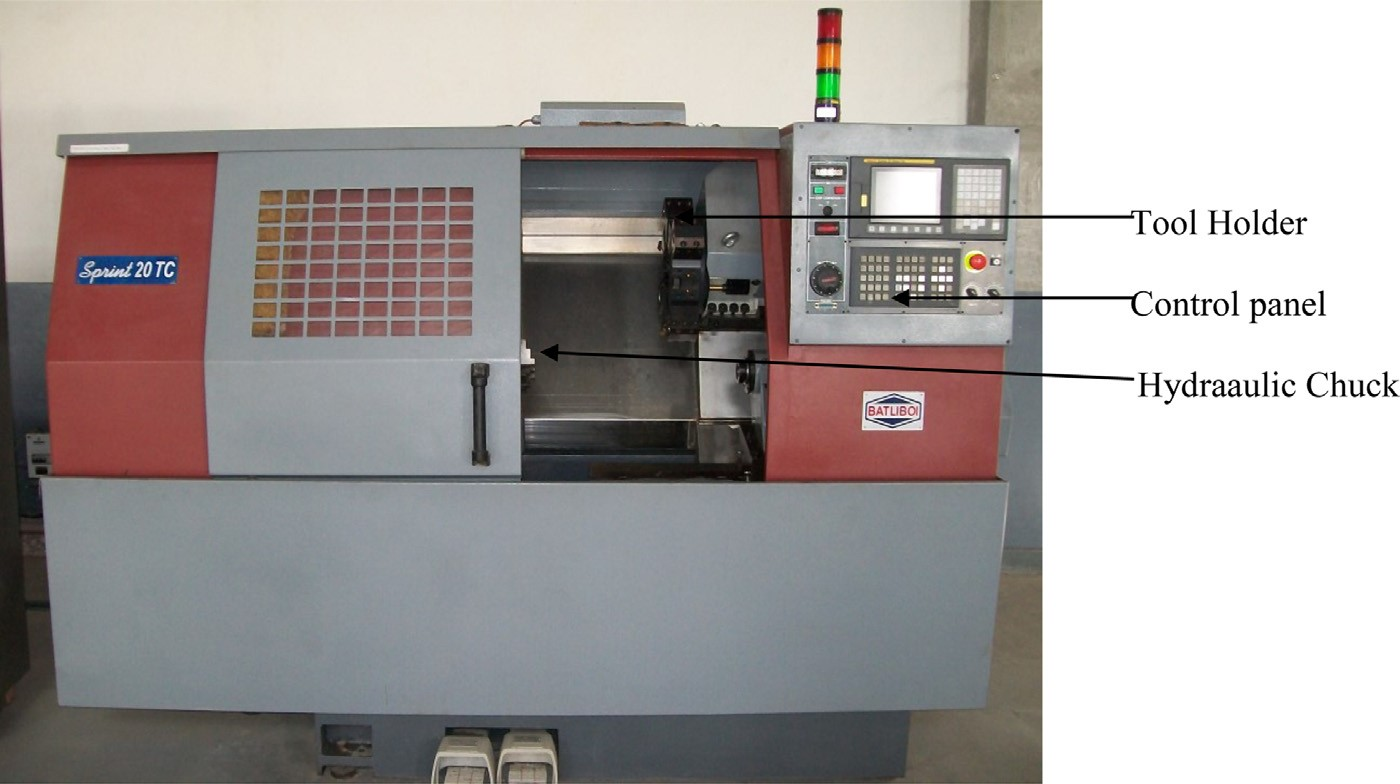 Sprint 20 TC
Tool Holder
Control panel
Hydraaulic Chuck
BATLIBOI